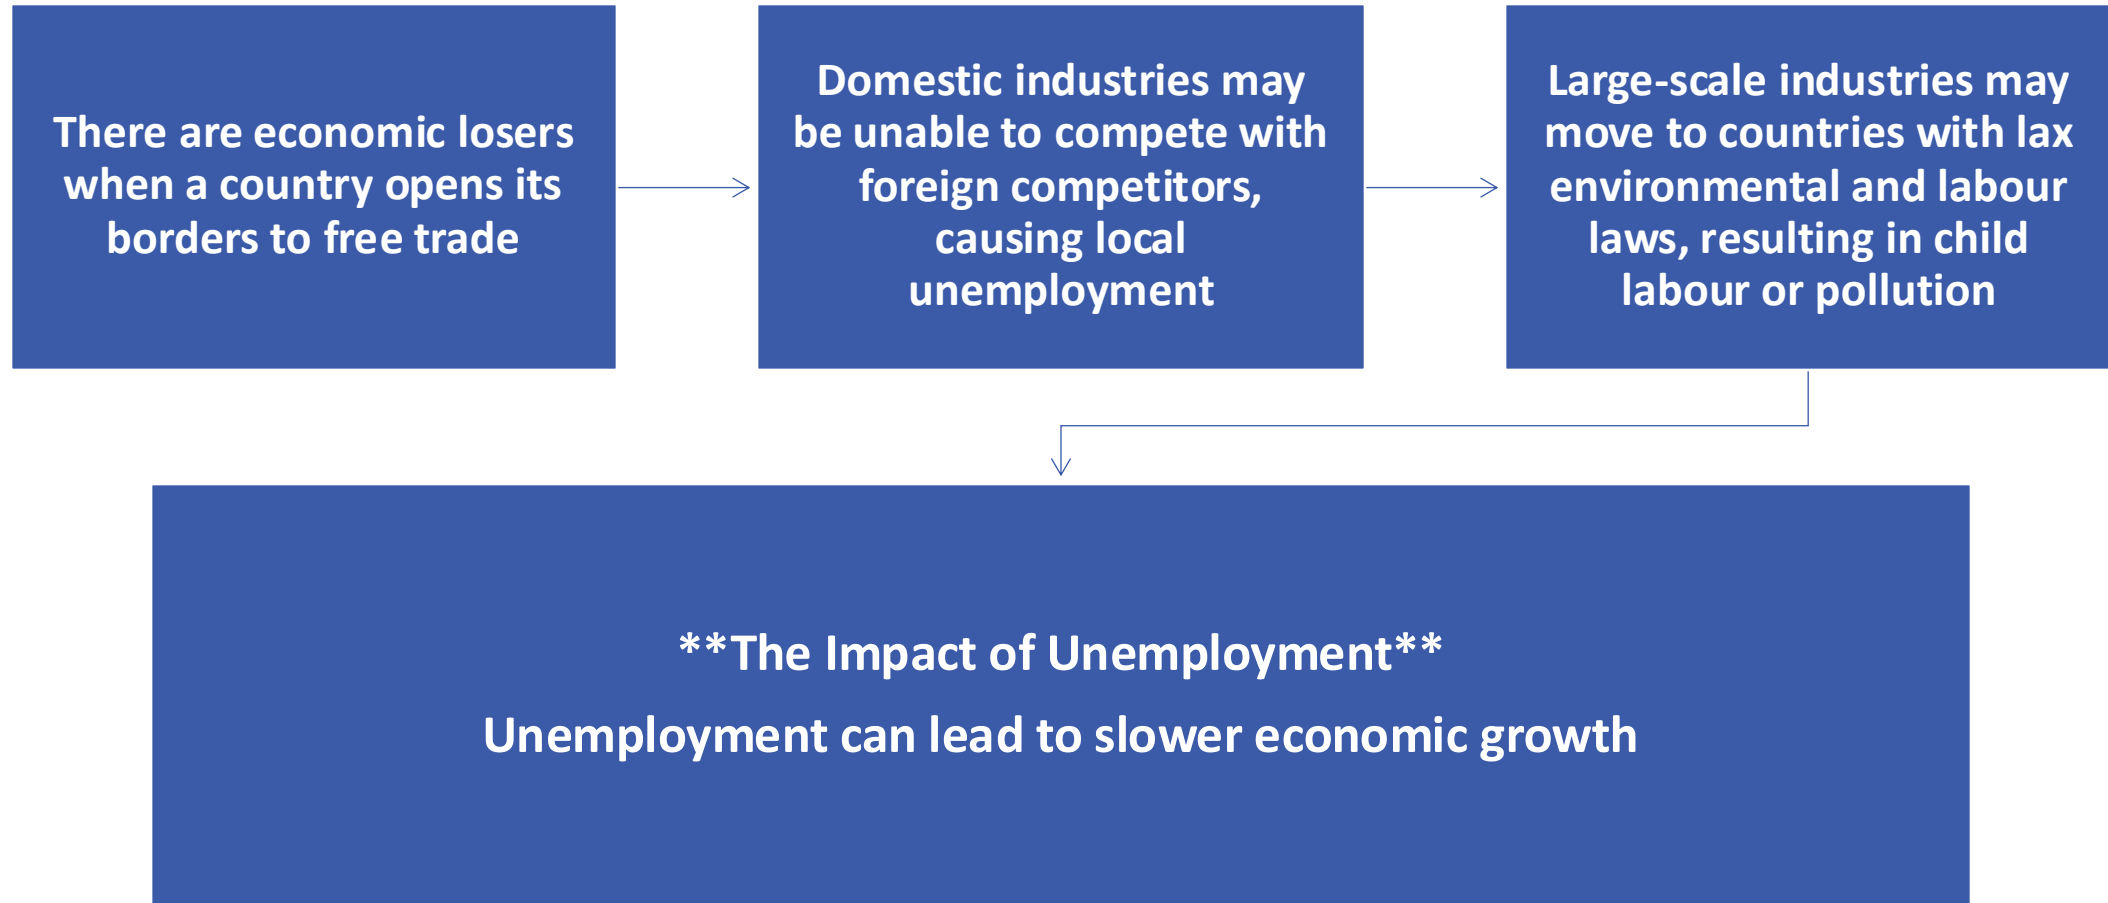 There are economic losers
when a country opens its
borders to free trade
Domestic industries may
be unable to compete with
foreign competitors,
causing local
unemployment
Large-scale industries may
move to countries with lax
environmental and labour
laws, resulting in child
labour or pollution
**The Impact of Unemployment**
Unemployment can lead to slower economic growth